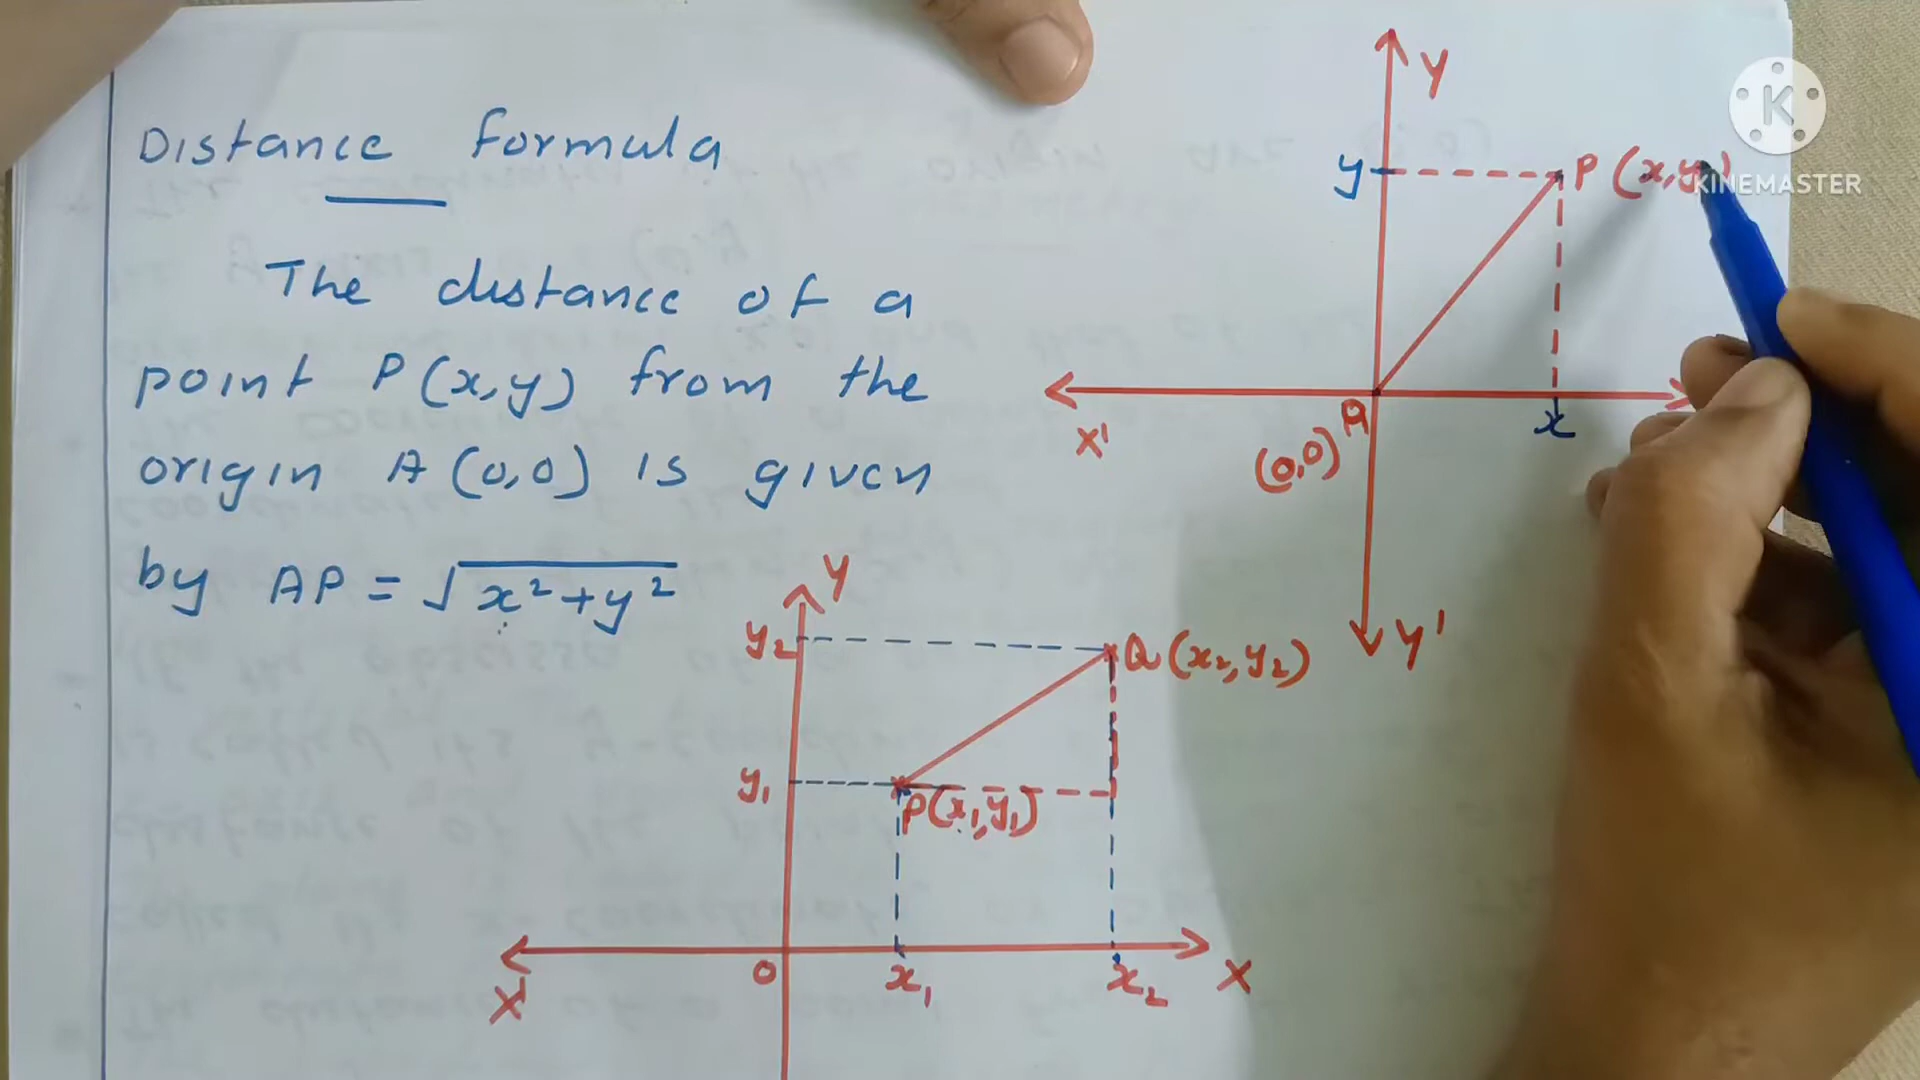 Distance formula
The distance of a
point P(x,y) from the
origin A(0,0) is given
by AP = √x²+y²
Y
y
P(x,y)
X'
A
x
(0,0)
Y'
K
KINEMASTER
Y
y₂
Q(x₂,y₂)
y₁
P(x₁,y₁)
X'
O
x₁
x₂
X